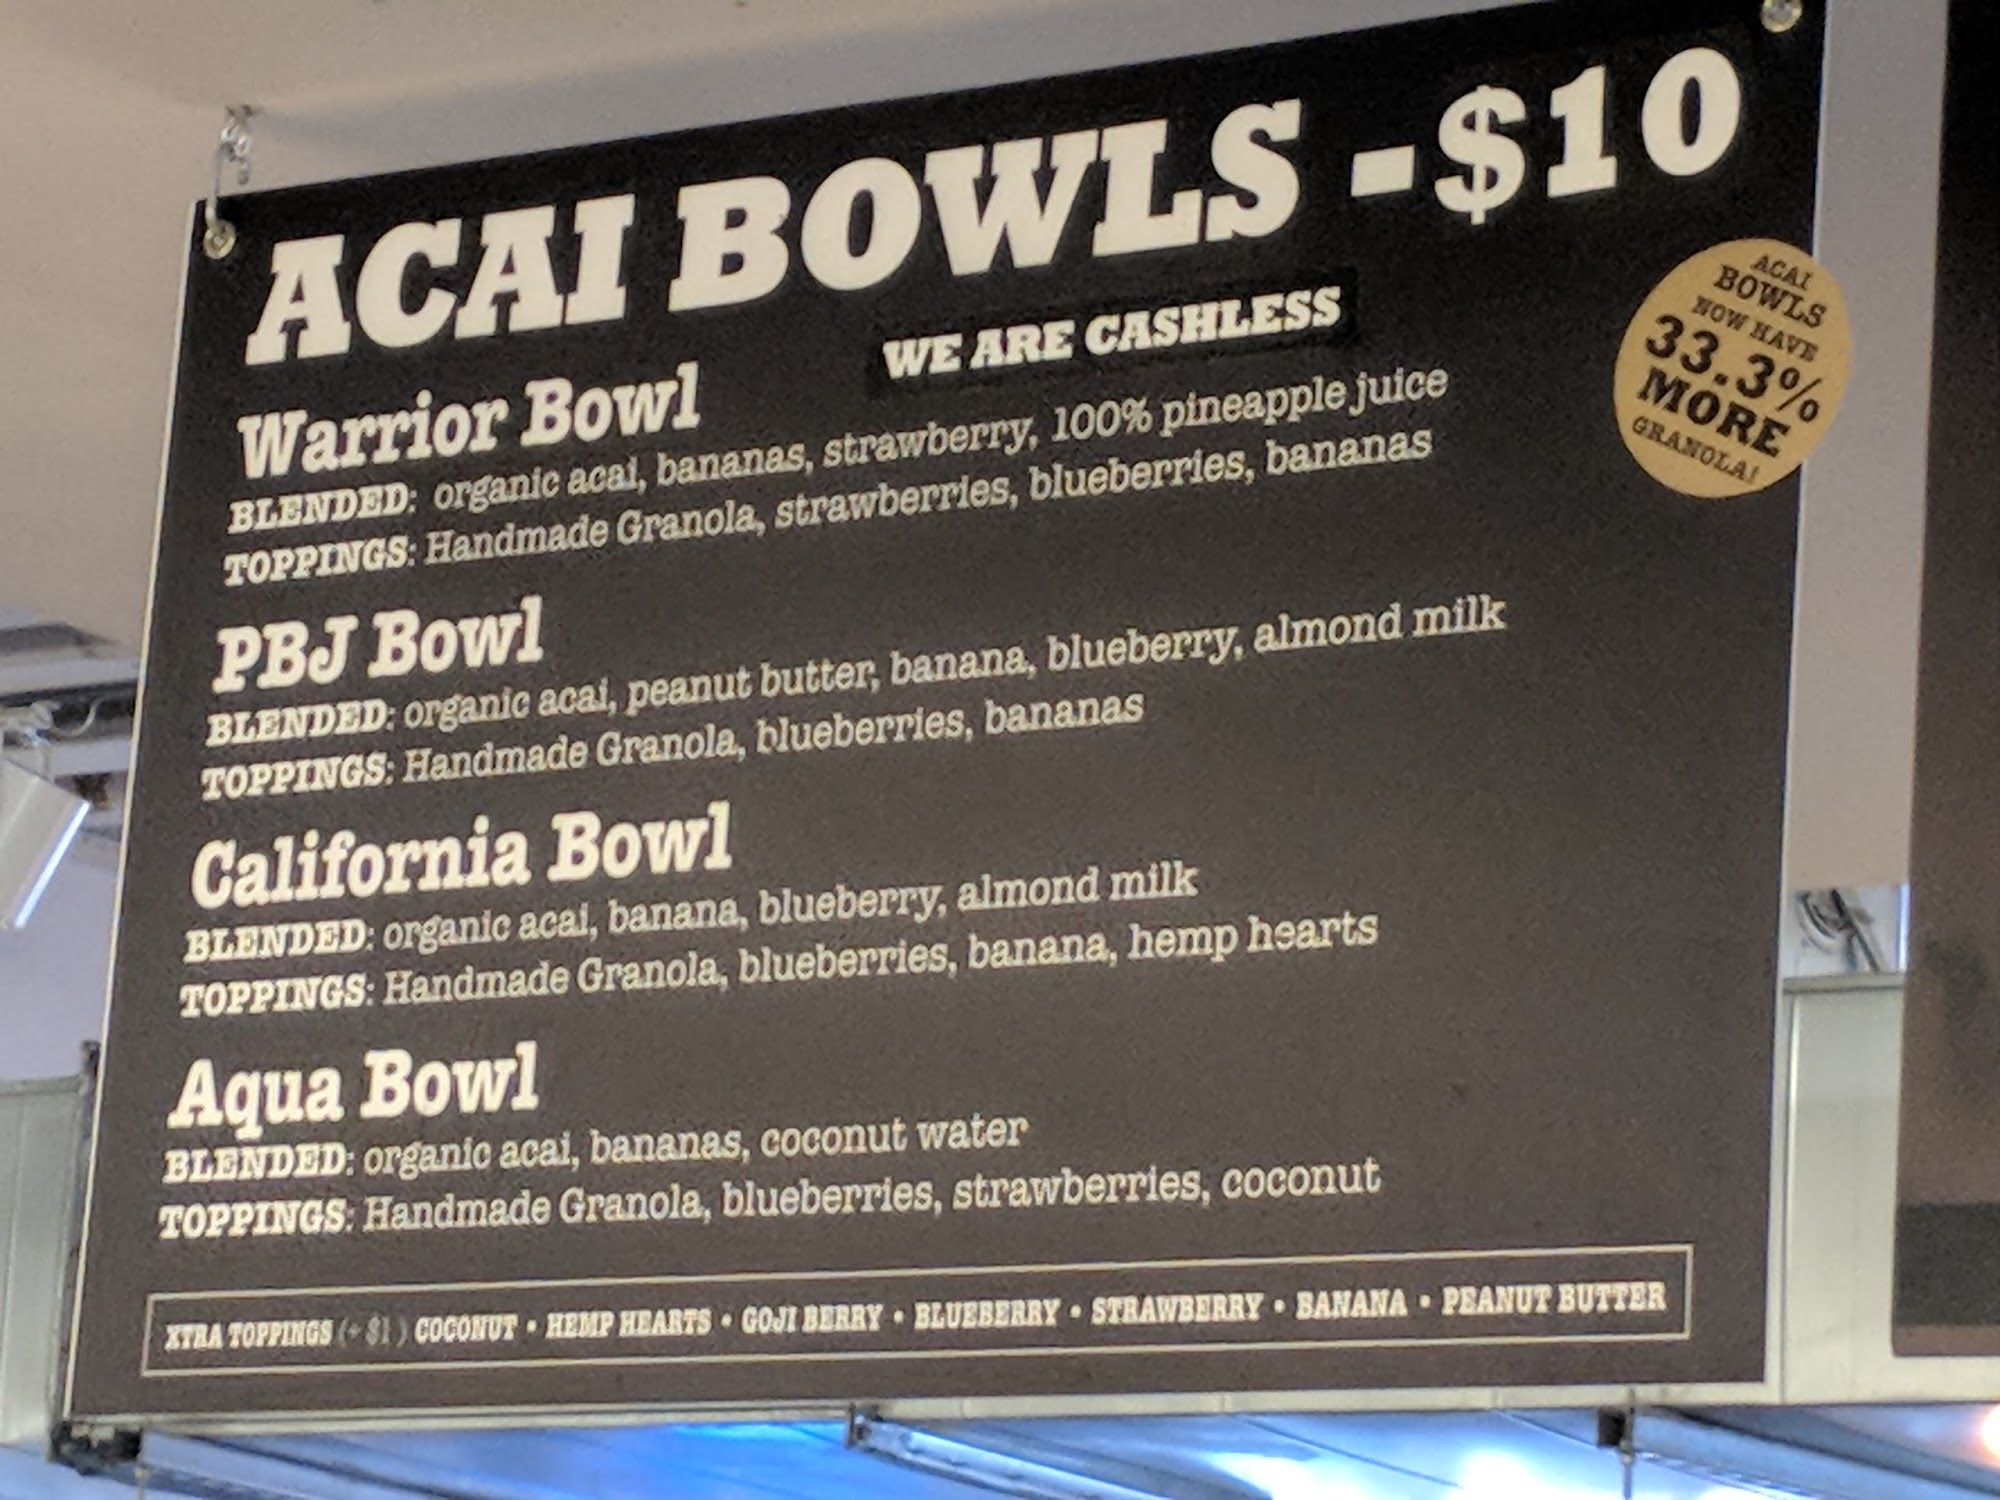 ACAI BOWLS - $10
WE ARE CASHLESS
ACAI
BOWLS
NOW HAVE
33.3%
MORE
GRANOLA!
Warrior Bowl
BLENDED: organic acai, bananas, strawberry, 100% pineapple juice
TOPPINGS: Handmade Granola, strawberries, blueberries, bananas
PBJ Bowl
BLENDED: organic acai, peanut butter, banana, blueberry, almond milk
TOPPINGS: Handmade Granola, blueberries, bananas
California Bowl
BLENDED: organic acai, banana, blueberry, almond milk
TOPPINGS: Handmade Granola, blueberries, banana, hemp hearts
Aqua Bowl
BLENDED: organic acai, bananas, coconut water
TOPPINGS: Handmade Granola, blueberries, strawberries, coconut
XTRA TOPPINGS (+ $1) COCONUT • HEMP HEARTS • GOJI BERRY • BLUEBERRY • STRAWBERRY • BANANA • PEANUT BUTTER